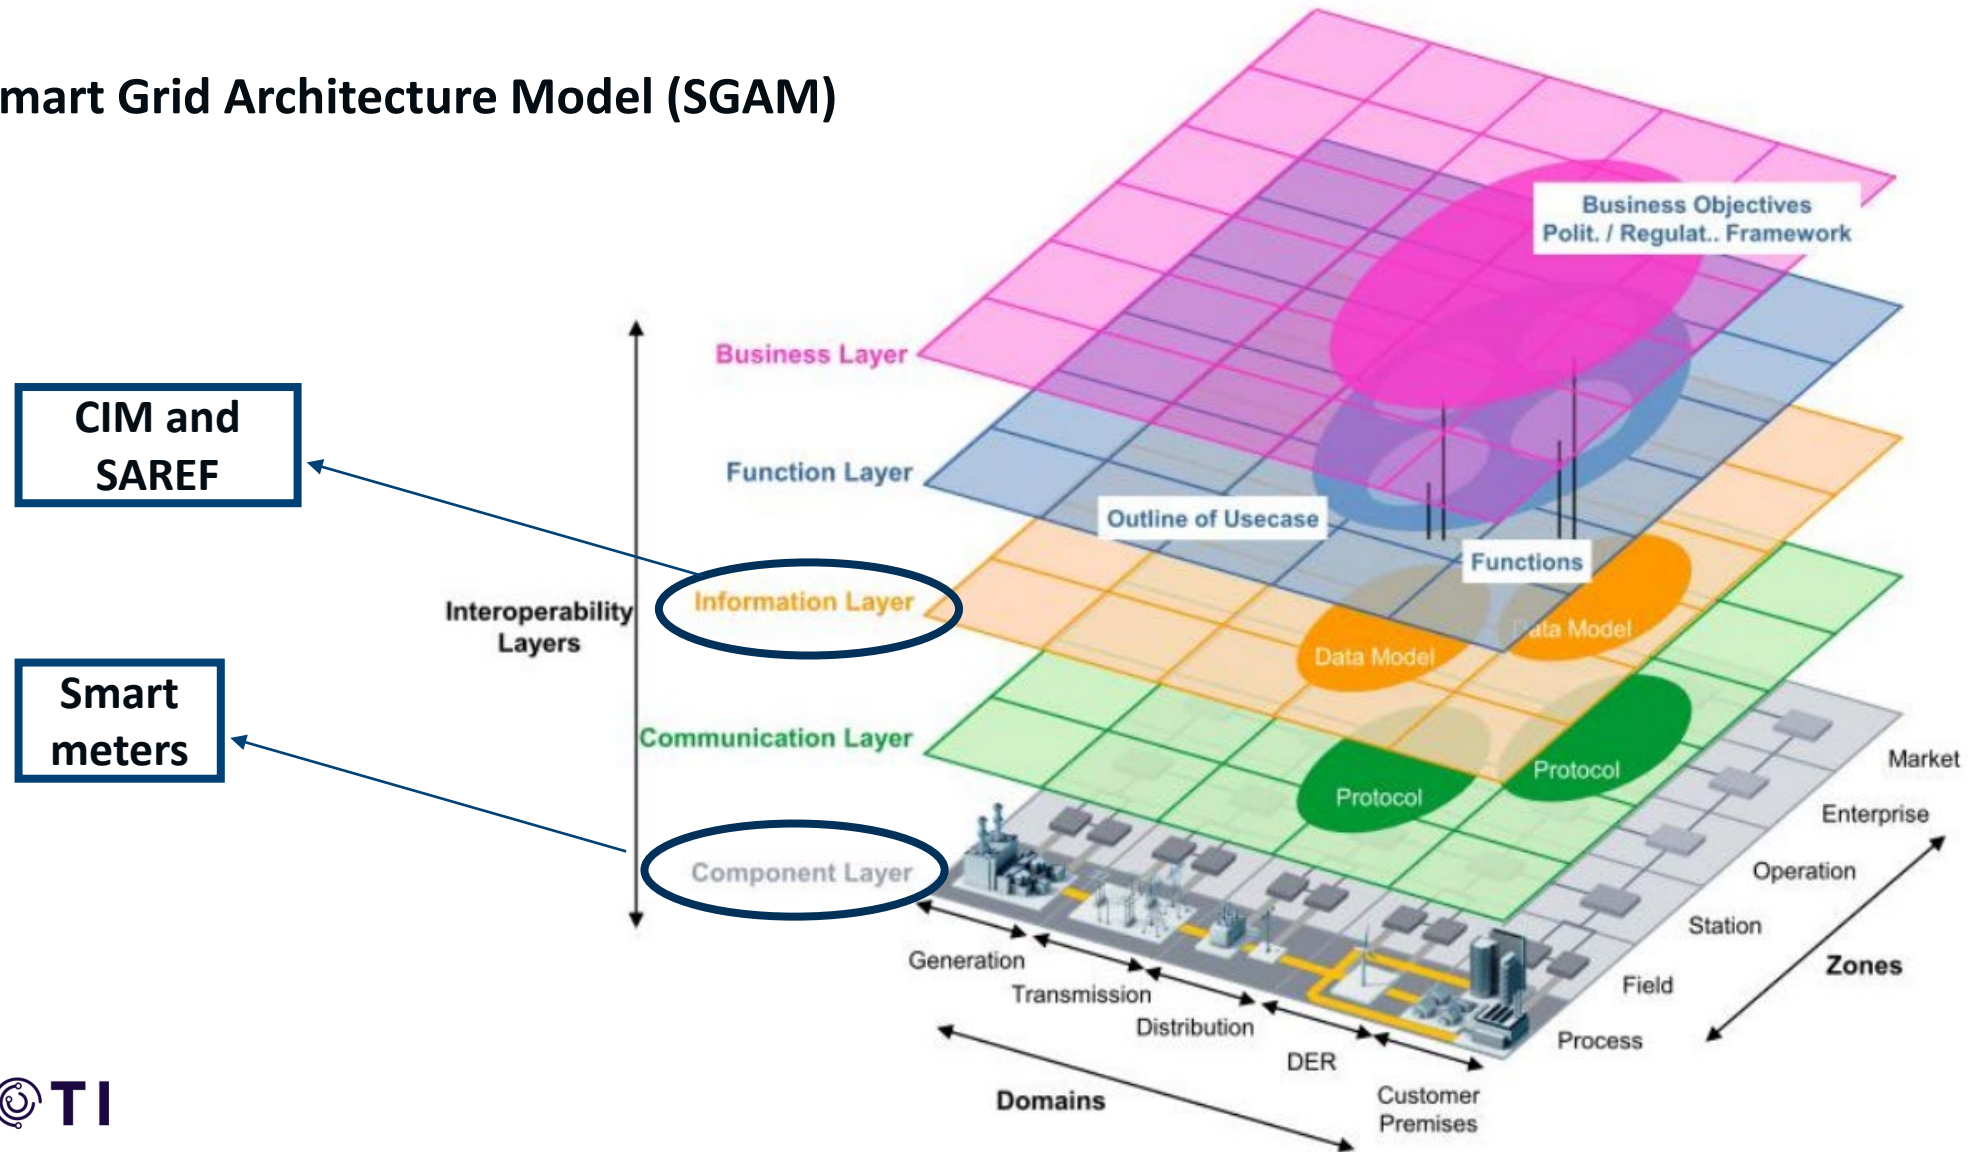 mart Grid Architecture Model (SGAM)
Business Objectives
Polit. / Regulat.. Framework
Business Layer
CIM and
SAREF
Function Layer
Outline of Usecase
Functions
Information Layer
Interoperability
Layers
Data Model
ata Model
Smart
meters
Communication Layer
Protocol
Protocol
Component Layer
Market
Enterprise
Operation
Station
Field
Process
Zones
Generation
Transmission
Distribution
DER
Customer
Premises
Domains
TI